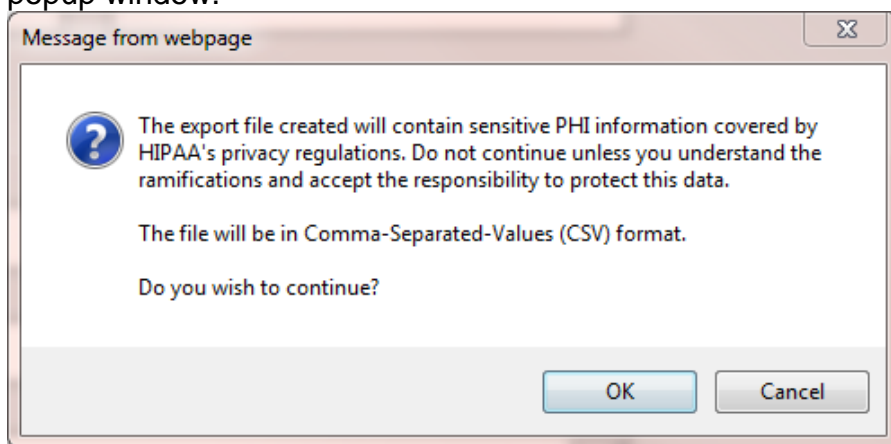 popup window.
Message from webpage
The export file created will contain sensitive PHI information covered by
HIPAA's privacy regulations. Do not continue unless you understand the
ramifications and accept the responsibility to protect this data.
The file will be in Comma-Separated-Values (CSV) format.
Do you wish to continue?
OK
Cancel